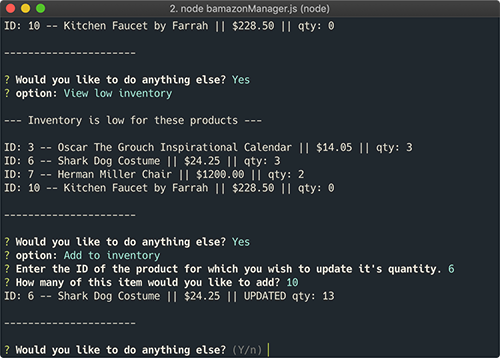 2. node bamazonManager.js (node)
ID: 10 -- Kitchen Faucet by Farrah || $228.50 || qty: 0
---------------------
? Would you like to do anything else? Yes
? option: View low inventory
--- Inventory is low for these products ---
ID: 3 -- Oscar The Grouch Inspirational Calendar || $14.05 || qty: 3
ID: 6 -- Shark Dog Costume || $24.25 || qty: 3
ID: 7 -- Herman Miller Chair || $1200.00 || qty: 2
ID: 10 -- Kitchen Faucet by Farrah || $228.50 || qty: 0
---------------------
? Would you like to do anything else? Yes
? option: Add to inventory
? Enter the ID of the product for which you wish to update it's quantity. 6
? How many of this item would you like to add? 10
ID: 6 -- Shark Dog Costume || $24.25 || UPDATED qty: 13
---------------------
? Would you like to do anything else? (Y/n)